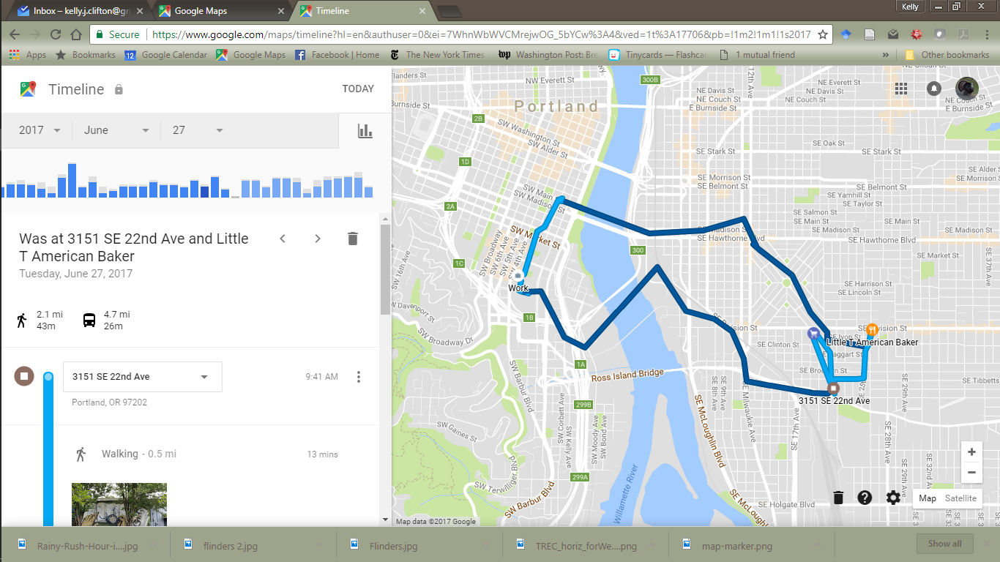 Inbox – kelly.j.clifton@gm
Google Maps
Timeline
Kelly
Secure
https://www.google.com/maps/timeline?hl=en&authuser=0&ei=7WhnWbWVCMrejwOG_5bYCw%3A4&ved=1t%3A17706&pb=!1m2!1m1!1s2017
Apps
Bookmarks
12 Google Calendar
Google Maps
Facebook | Home
The New York Times
wp Washington Post: Bre
Tinycards — Flashcar
1 mutual friend
»
Other bookmarks
Timeline
TODAY
2017
June
27
Was at 3151 SE 22nd Ave and Little
T American Baker
Tuesday, June 27, 2017
2.1 mi
43m
4.7 mi
26m
3151 SE 22nd Ave
9:41 AM
Portland, OR 97202
Walking - 0.5 mi
13 mins
Flanders St
NW Everett St
300B
12th Ave
NE Everett St
NE Davis St
NE Davis St
NE Couch St
NE Couch St
Burnside St
E Burnside St
E Burnside St
Portland
2B
SW Washington St
SW Alder St
SE Oak St
SE Stark St
SE Stark St
1D
SE Alder St
SE Morrison St
SE Morrison St
SE Belmont St
SE Belmont St
SE Yamhill St
SE Taylor St
SW Main St
SW Madison St
2A
SE Salmon St
SE Main St
SE Main St
SW Market St
SE Madison St
SE Hawthorne Blvd
SE Hawthorne Blvd
SW Broadway
SW 6th Ave
SW 5th Ave
SW 4th Ave
300
SE Market St
1C
SW 16th Ave
SE 37th Ave
SE Harrison St
SE Lincoln St
Work
SW Davenport St
1B
SE Division St
SE Division St
SW Broadway Dr
SE Clinton St
SE Ivon St
Little T American Baker
SE Taggart St
1A
SE Brooklyn St
Ross Island Bridge
SE Tibbetts
3151 SE 22nd Ave
SW Barbur Blvd
299B
SE 8th Ave
SE 9th Ave
SE Milwaukie Ave
SE McLoughlin Blvd
SE 17th Ave
SE 28th Ave
SE 29th Ave
SW Gaines St
SW Corbett Ave
SW Kelly Ave
SW Moody Ave
SW Bond Ave
299A
SW Terwilliger Blvd
SW Barbur Blvd
Willamette River
SE McLoughlin Blvd
SE Holgate Blvd
SE 29th Ave
SE 32nd Ave
+
−
Map
Satellite
Map data ©2017 Google
Rainy-Rush-Hour-i....jpg
flinders 2.jpg
Flinders.jpg
TREC_horiz_forWe....png
map-marker.png
Show all